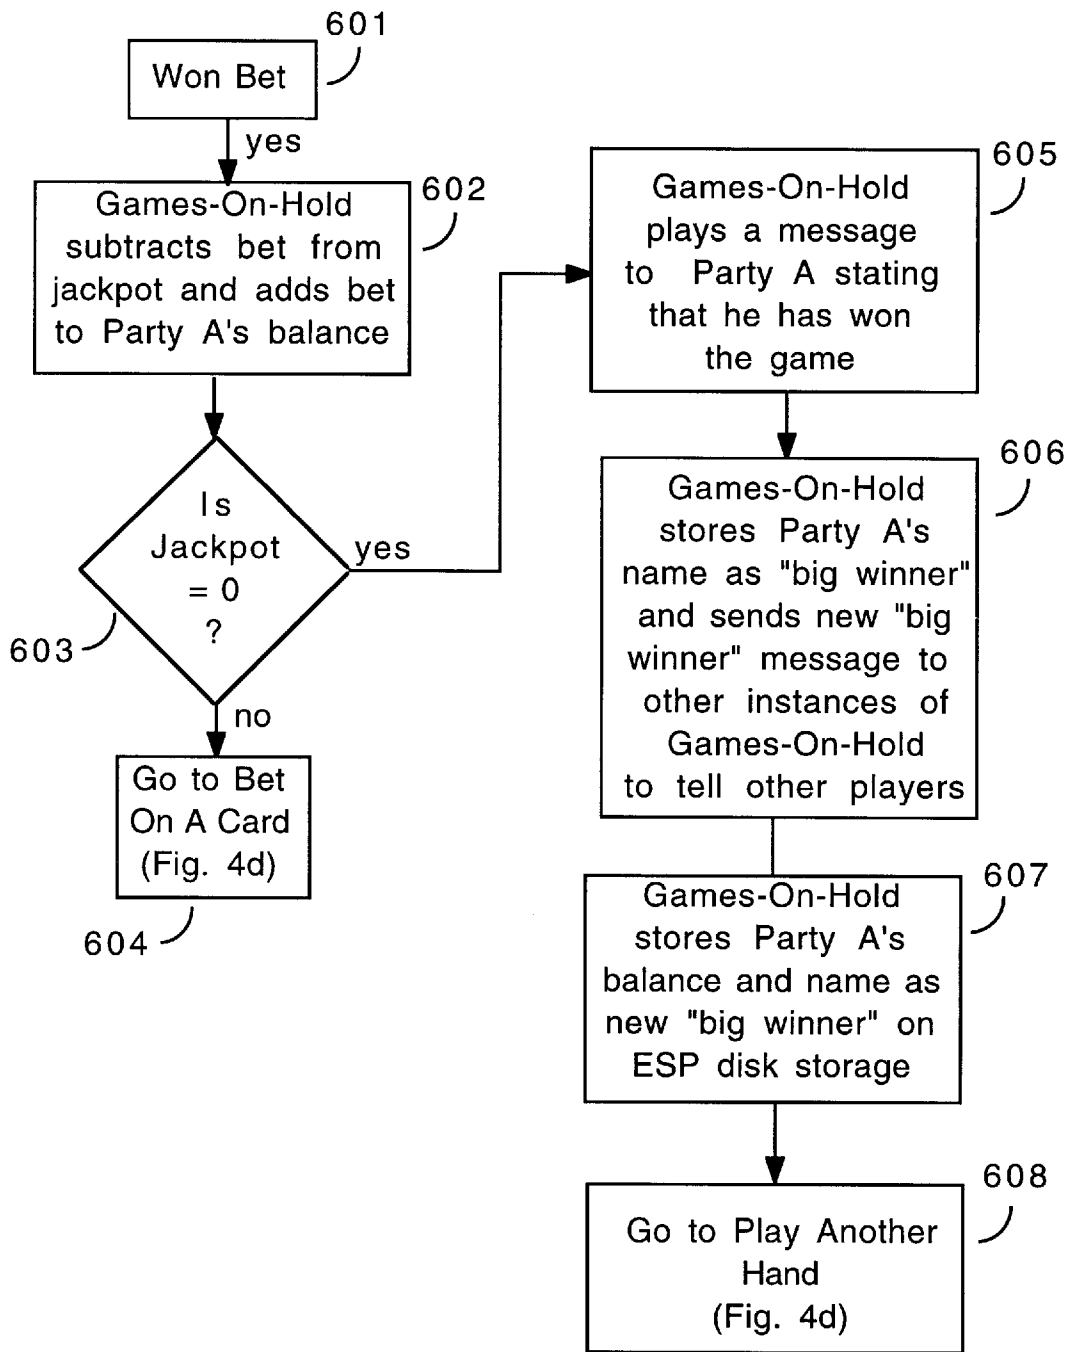 601
Won Bet
yes
602
Games-On-Hold
subtracts bet from
jackpot and adds bet
to Party A's balance
603
Is
Jackpot
= 0
?
yes
no
604
Go to Bet
On A Card
(Fig. 4d)
605
Games-On-Hold
plays a message
to Party A stating
that he has won
the game
606
Games-On-Hold
stores Party A's
name as "big winner"
and sends new "big
winner" message to
other instances of
Games-On-Hold
to tell other players
607
Games-On-Hold
stores Party A's
balance and name as
new "big winner" on
ESP disk storage
608
Go to Play Another
Hand
(Fig. 4d)